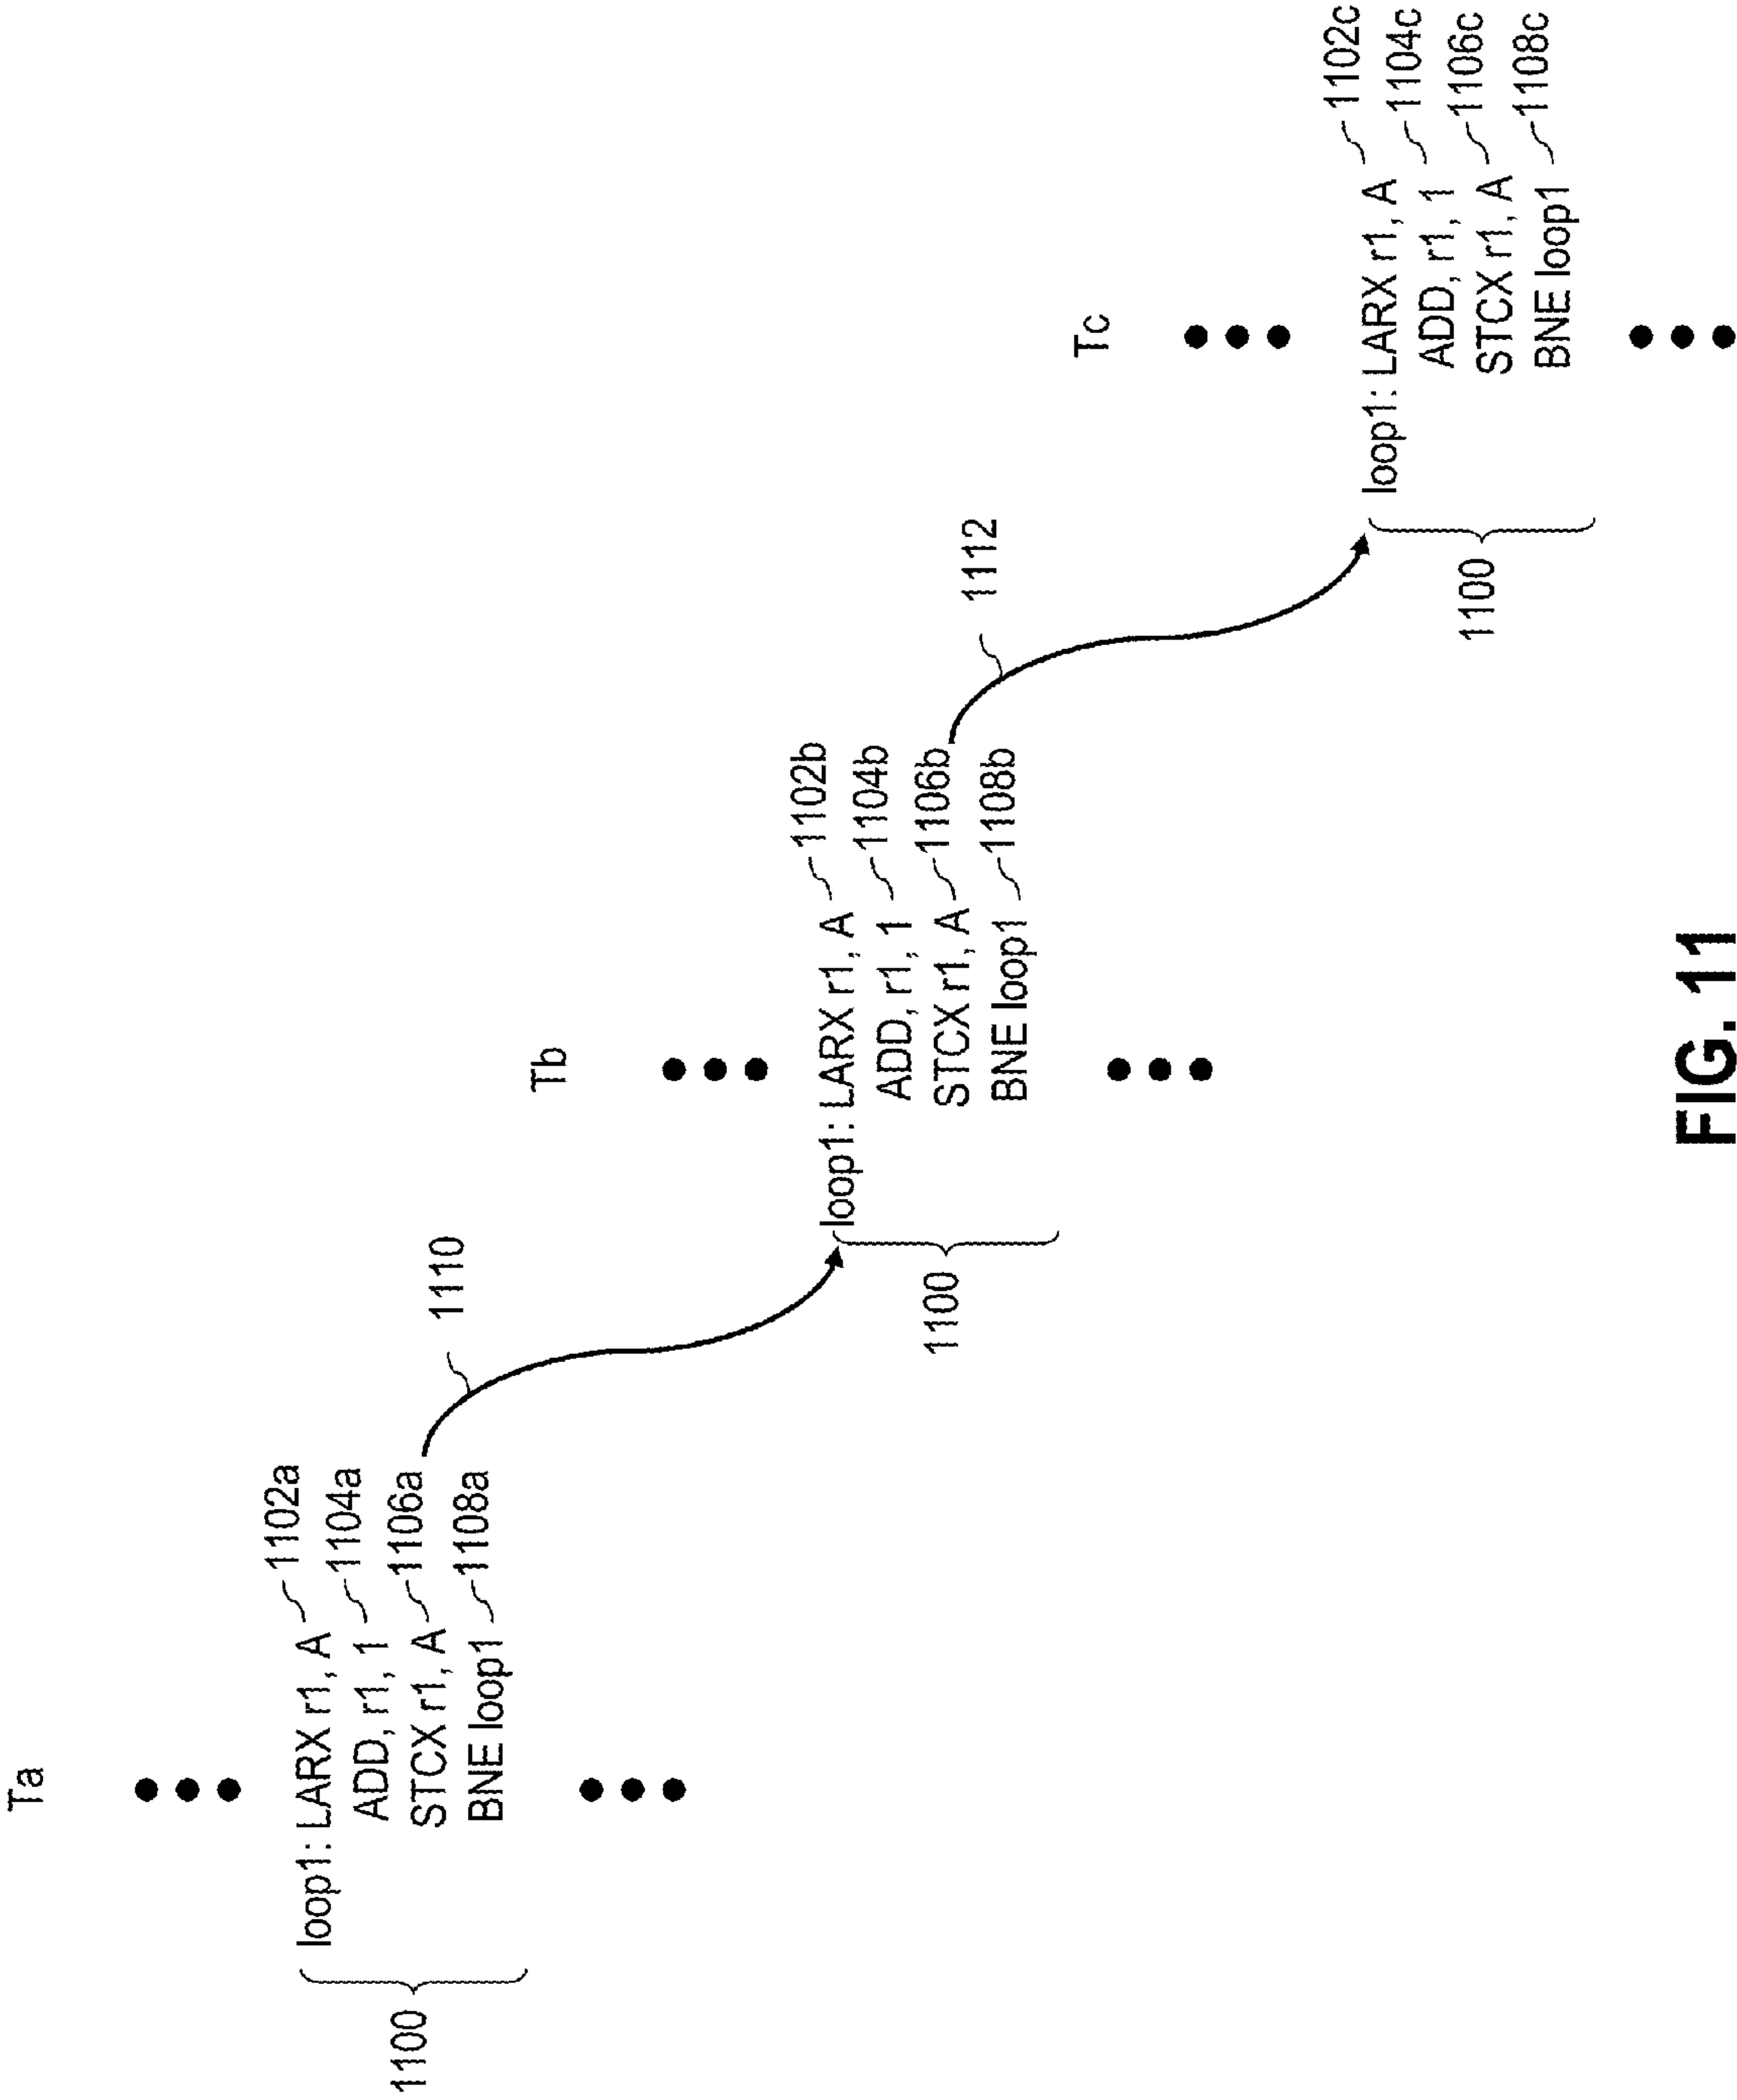 Ta
1100
loop1: LARX r1, A 1102a
ADD, r1, 1 1104a
STCX r1, A 1106a
BNE loop1 1108a
1110
Tb
1100
loop1: LARX r1, A 1102b
ADD, r1, 1 1104b
STCX r1, A 1106b
BNE loop1 1108b
1112
Tc
1100
loop1: LARX r1, A 1102c
ADD, r1, 1 1104c
STCX r1, A 1106c
BNE loop1 1108c
FIG. 11